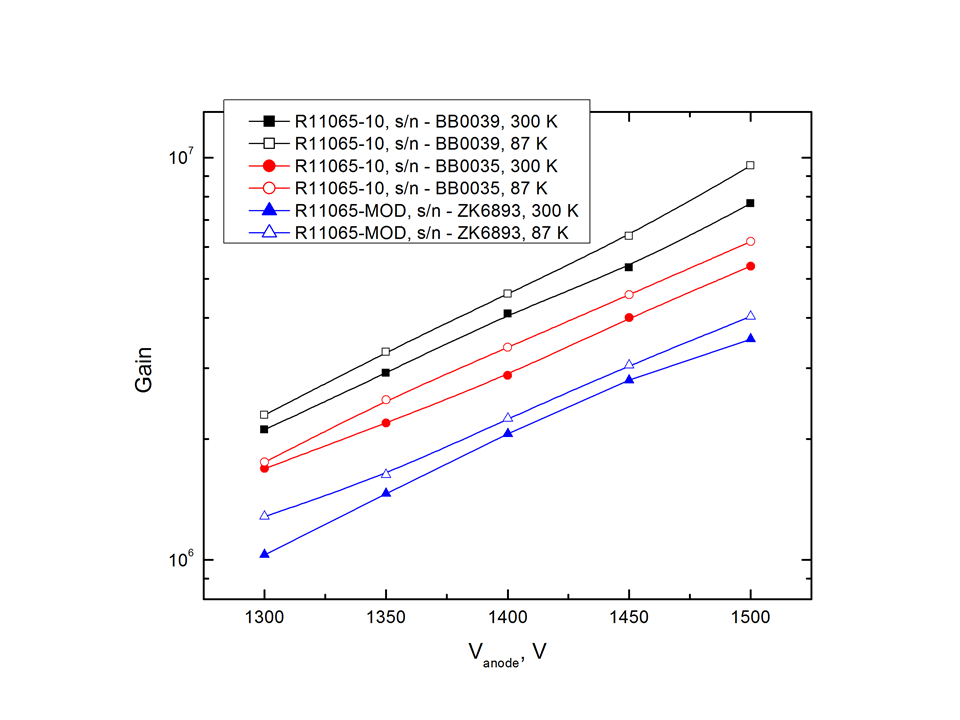 R11065-10, s/n - BB0039, 300 K
R11065-10, s/n - BB0039, 87 K
R11065-10, s/n - BB0035, 300 K
R11065-10, s/n - BB0035, 87 K
R11065-MOD, s/n - ZK6893, 300 K
R11065-MOD, s/n - ZK6893, 87 K
10^7
Gain
10^6
1300 1350 1400 1450 1500
V_anode, V